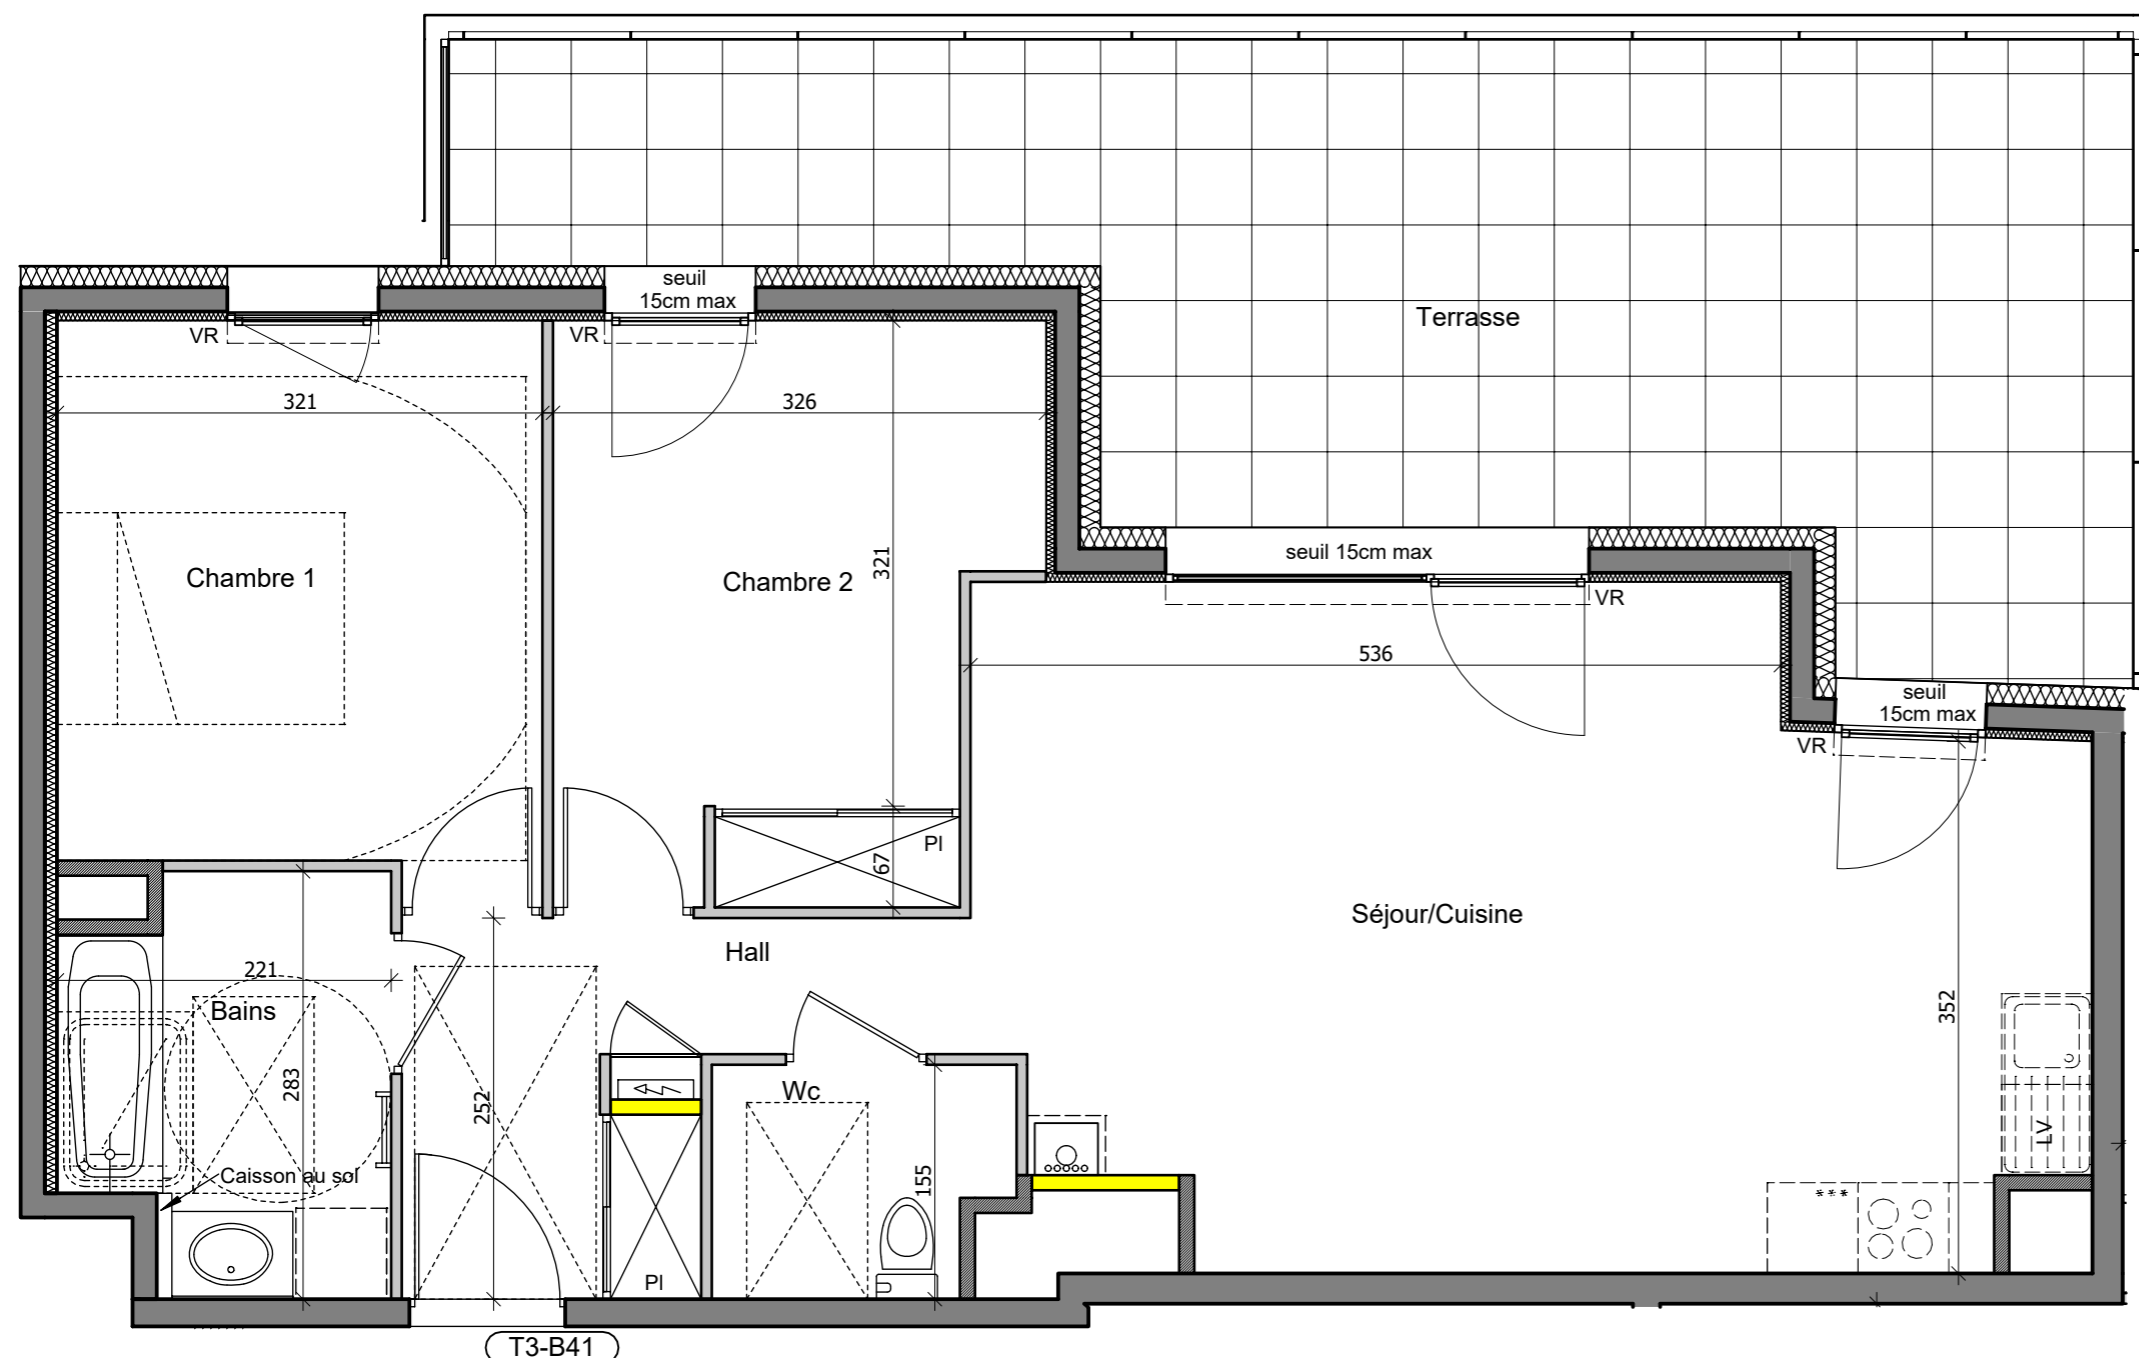 seuil
15cm max
Terrasse
VR
VR
321
326
321
seuil 15cm max
Chambre 1
Chambre 2
VR
536
seuil
15cm max
VR
Pl
67
Séjour/Cuisine
Hall
221
Bains
352
283
252
Wc
LV
Caisson au sol
155
***
Pl
T3-B41